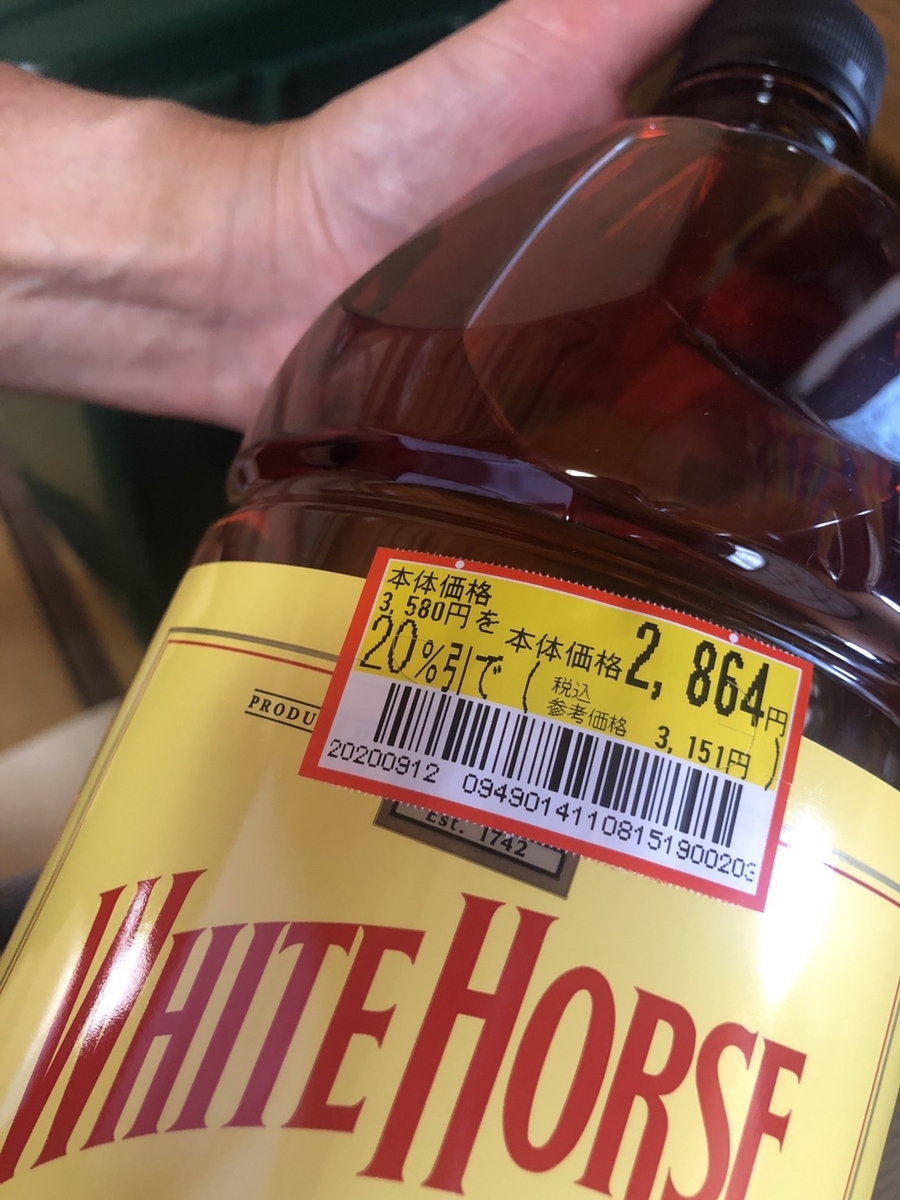 本体価格
3,580円を
20%引で
本体価格2,864円
(税込
参考価格 3,151円)
20200912 09490141108151900203
PRODU
Est. 1742
WHITE HORSE